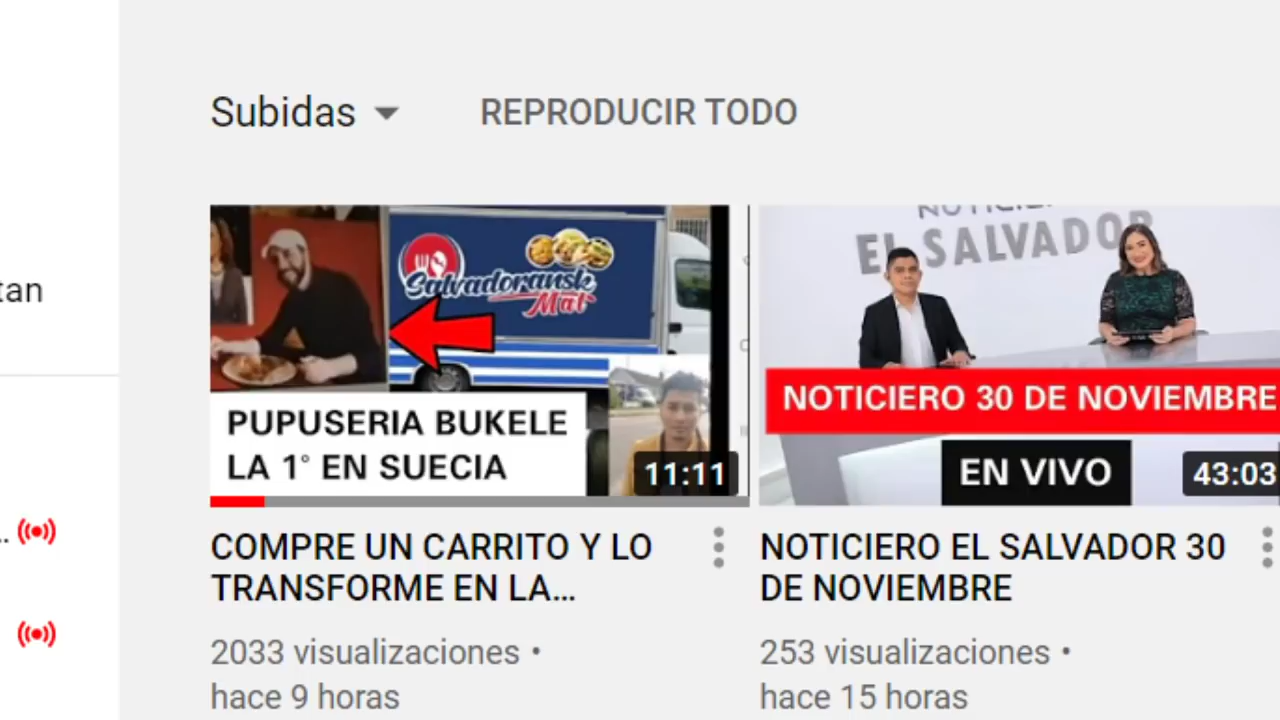 Subidas
REPRODUCIR TODO
tan
Salvadoransk
Mat
PUPUSERIA BUKELE
LA 1° EN SUECIA
11:11
EL SALVADOR
NOTICIERO 30 DE NOVIEMBRE
EN VIVO
43:03
COMPRE UN CARRITO Y LO
TRANSFORME EN LA...
2033 visualizaciones •
hace 9 horas
NOTICIERO EL SALVADOR 30
DE NOVIEMBRE
253 visualizaciones •
hace 15 horas